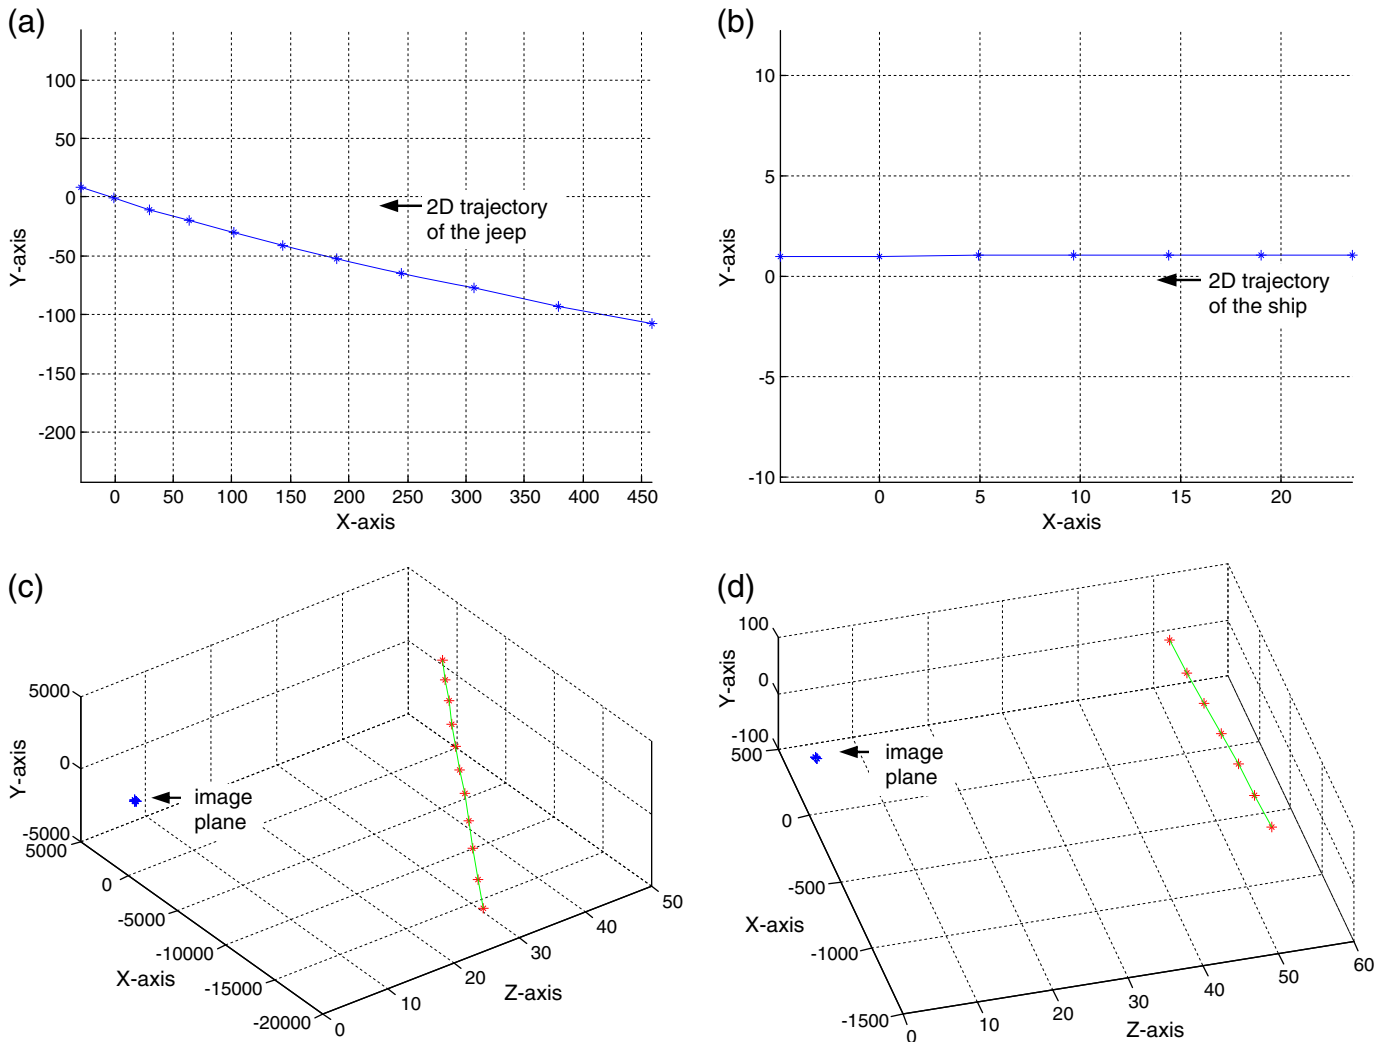 (a)
100
50
0
-50
-100
-150
-200
Y-axis
0 50 100 150 200 250 300 350 400 450
X-axis
2D trajectory
of the jeep
(b)
10
5
0
-5
-10
Y-axis
0 5 10 15 20
X-axis
2D trajectory
of the ship
(c)
5000
0
-5000
Y-axis
5000
0
-5000
-10000
-15000
-20000
X-axis
0
10
20
30
40
50
Z-axis
image
plane
(d)
100
0
-100
Y-axis
500
0
-500
-1000
-1500
X-axis
0
10
20
30
40
50
60
Z-axis
image
plane